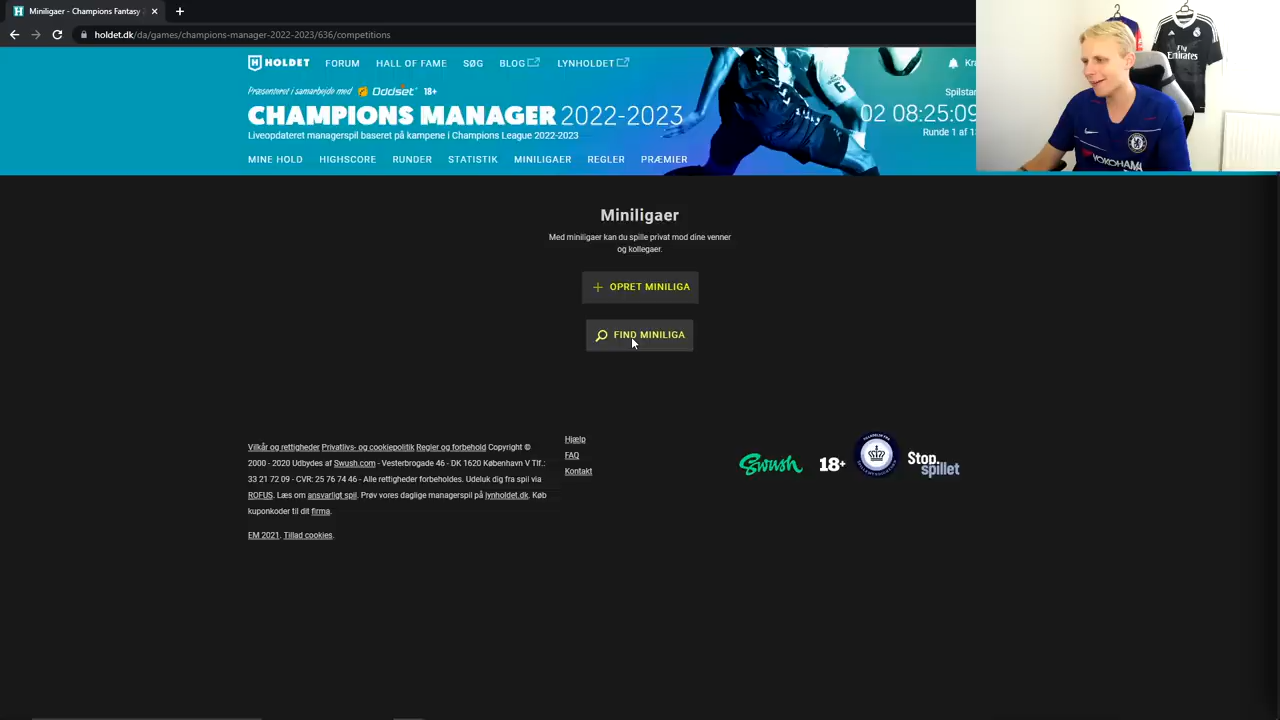 Miniligaer - Champions Fantasy
holdet.dk/da/games/champions-manager-2022-2023/636/competitions
HOLDET FORUM HALL OF FAME SØG BLOG LYNHOLDET
Præsenteret i samarbejde med Oddset 18+
Spilstar
CHAMPIONS MANAGER 2022-2023
02 08:25:09
Liveopdateret managerspil baseret på kampene i Champions League 2022-2023
Runde 1 af 13
MINE HOLD HIGHSCORE RUNDER STATISTIK MINILIGAER REGLER PRÆMIER
6
Fly
Emirates
YOKOHAMA
Miniligaer
Med miniligaer kan du spille privat mod dine venner
og kollegaer.
OPRET MINILIGA
FIND MINILIGA
Vilkår og rettigheder Privatlivs- og cookiepolitik Regler og forbehold Copyright ©
2000 - 2020 Udbydes af Swush.com - Vesterbrogade 46 - DK 1620 København V Tlf.:
33 21 72 09 - CVR: 25 76 74 46 - Alle rettigheder forbeholdes. Udeluk dig fra spil via
ROFUS. Læs om ansvarligt spil. Prøv vores daglige managerspil på lynholdet.dk. Køb
kuponkoder til dit firma.
EM 2021. Tillad cookies.
Hjælp
FAQ
Kontakt
Swush
18+
Stop
spillet